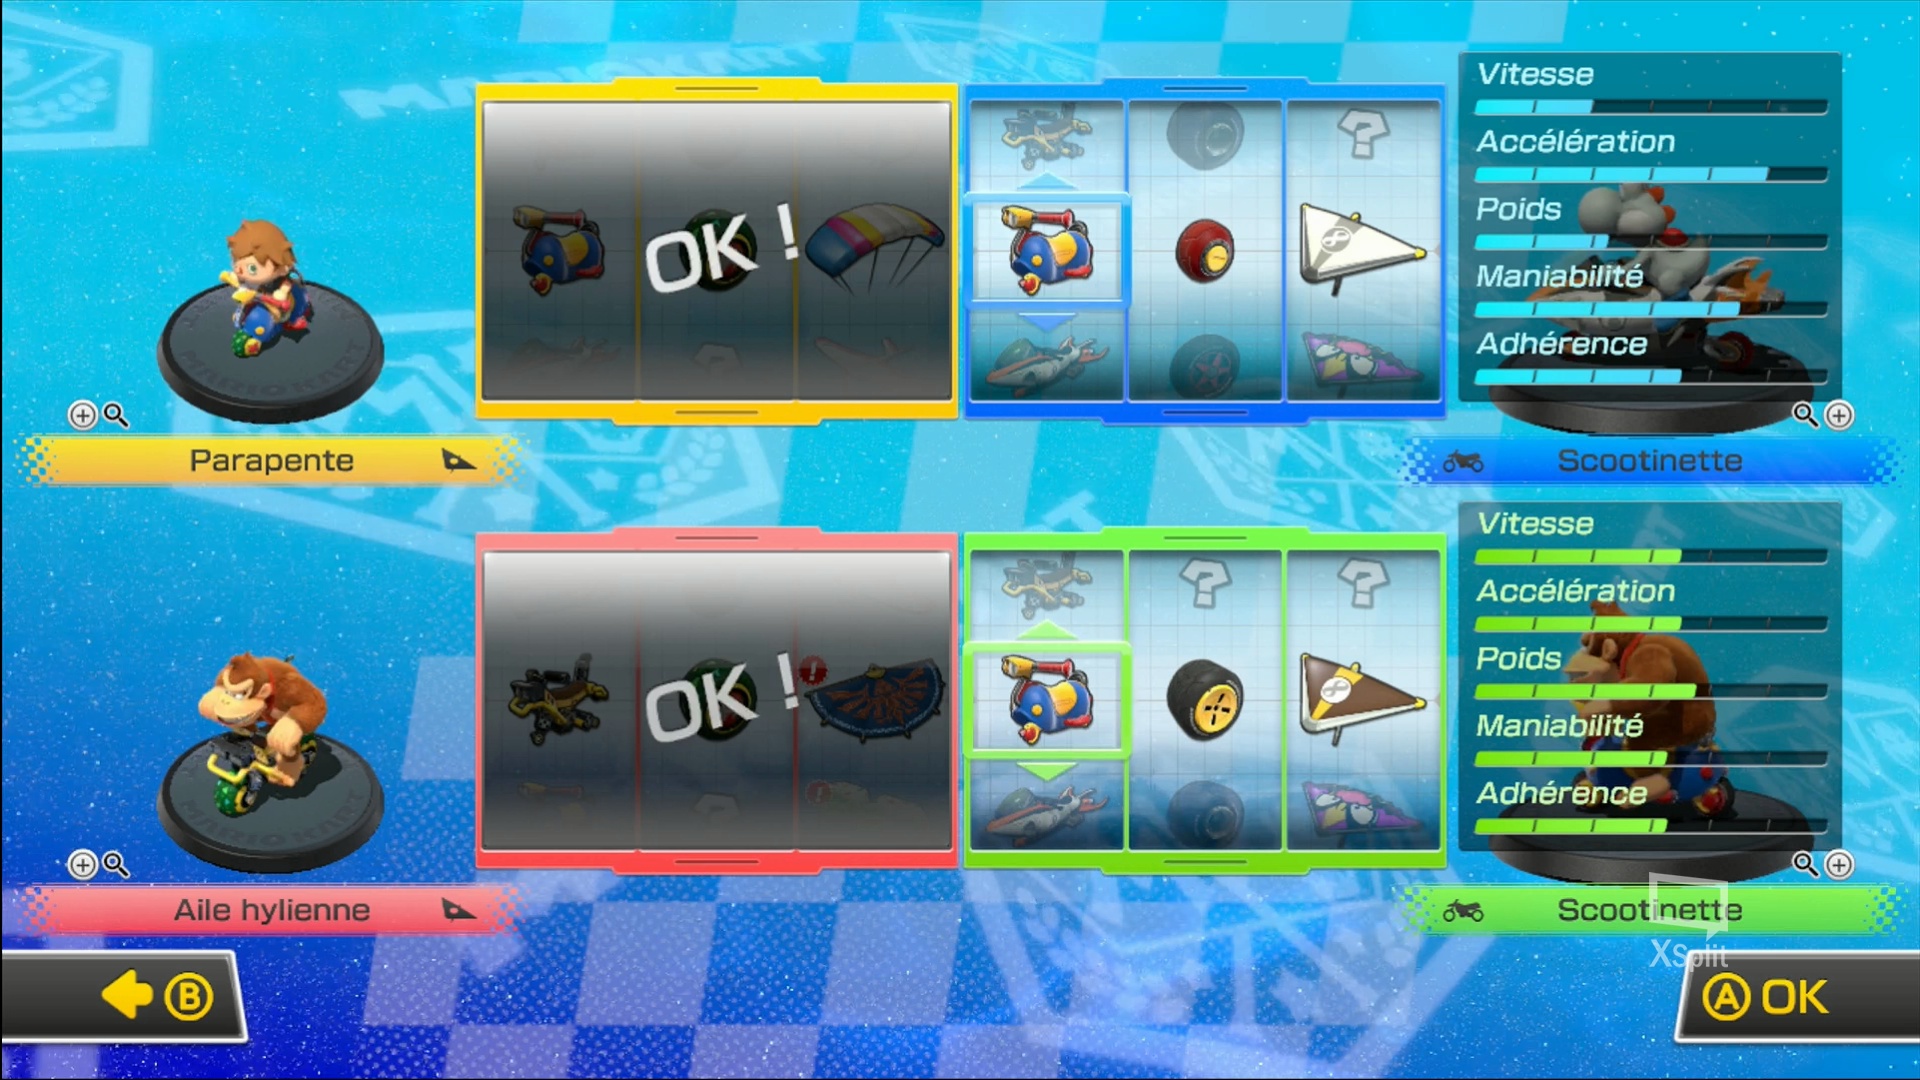 MARIOKART
OK !
Vitesse
Accélération
Poids
Maniabilité
Adhérence
Parapente
Scootinette
OK !
Vitesse
Accélération
Poids
Maniabilité
Adhérence
Aile hylienne
Scootinette
XSplit
B
A OK